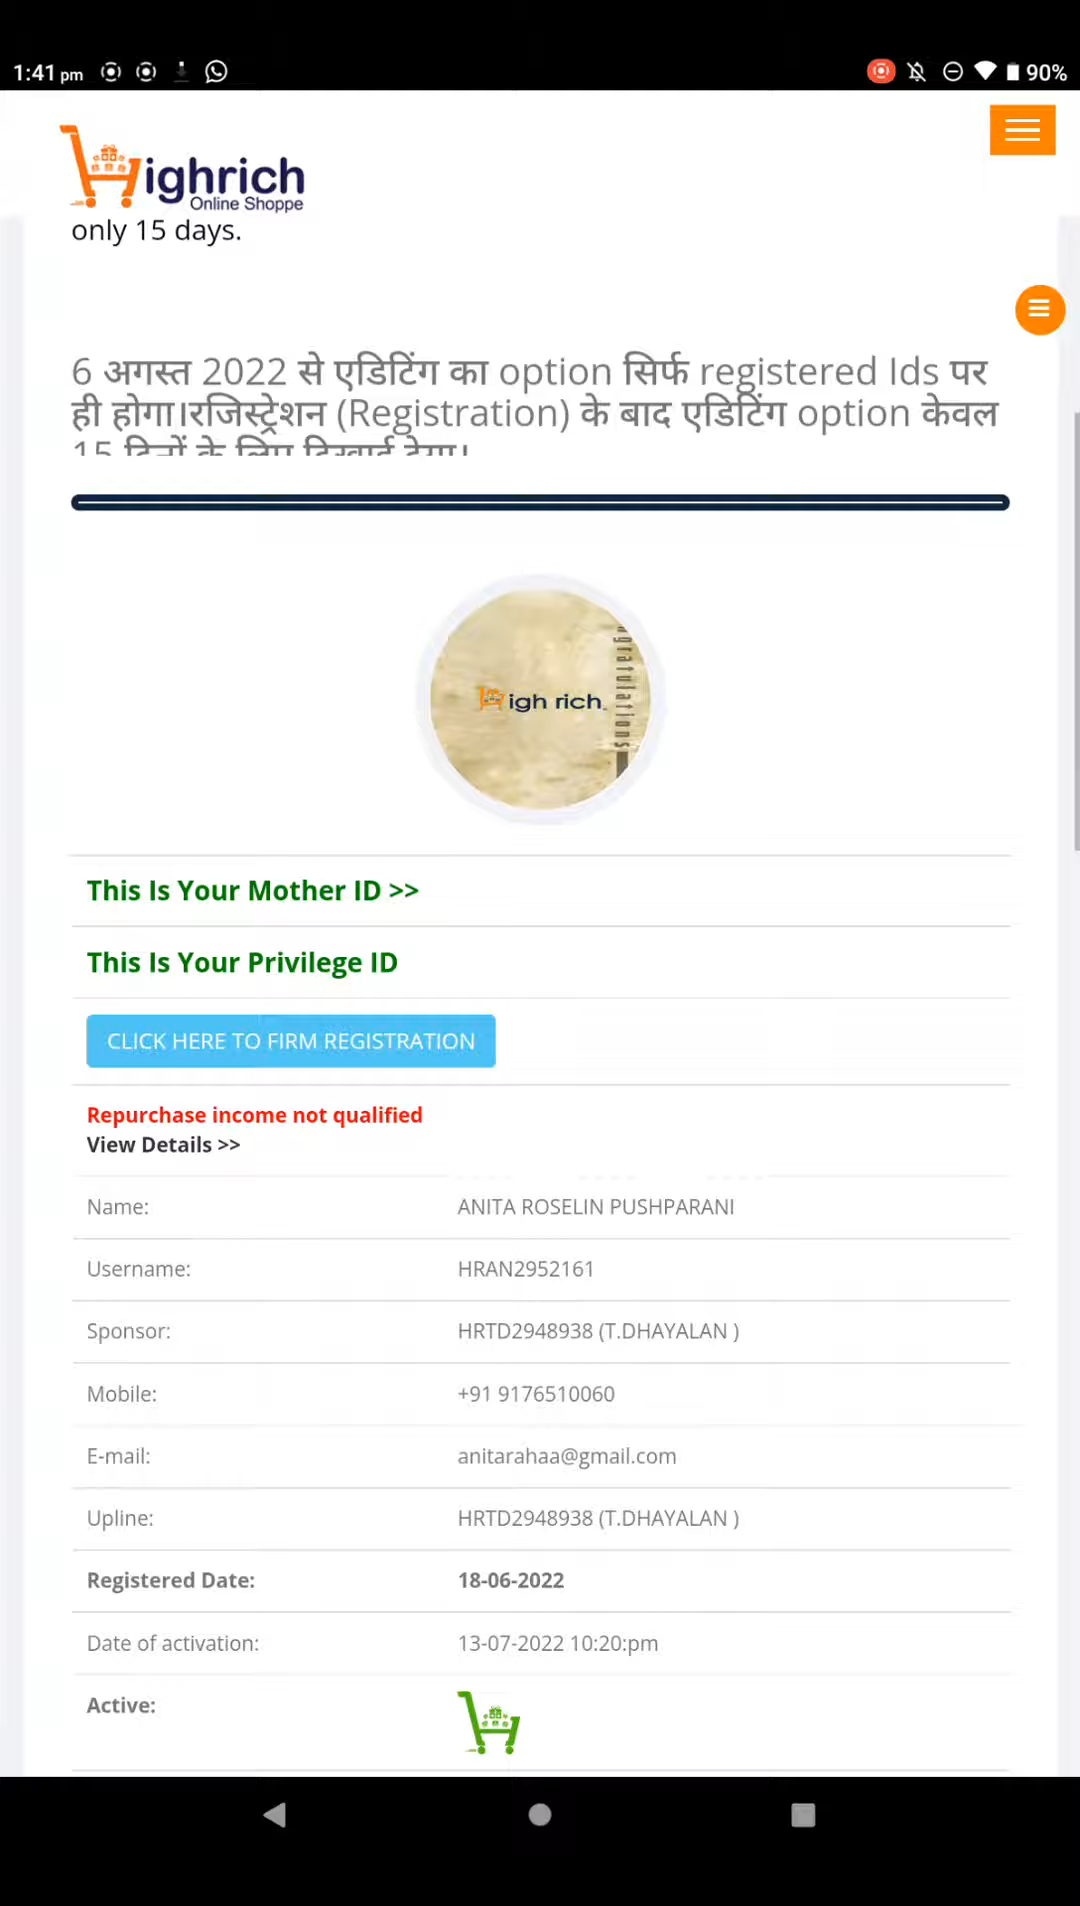 1:41 pm 90%
Highrich
Online Shoppe
only 15 days.
6 अगस्त 2022 से एडिटिंग का option सिर्फ registered Ids पर
ही होगा।रजिस्ट्रेशन (Registration) के बाद एडिटिंग option केवल
15 दिनों के लिए दिखाई देगा।
High rich
ngratulations
This Is Your Mother ID >>
This Is Your Privilege ID
CLICK HERE TO FIRM REGISTRATION
Repurchase income not qualified
View Details >>
Name: ANITA ROSELIN PUSHPARANI
Username: HRAN2952161
Sponsor: HRTD2948938 (T.DHAYALAN )
Mobile: +91 9176510060
E-mail: anitarahaa@gmail.com
Upline: HRTD2948938 (T.DHAYALAN )
Registered Date: 18-06-2022
Date of activation: 13-07-2022 10:20:pm
Active: